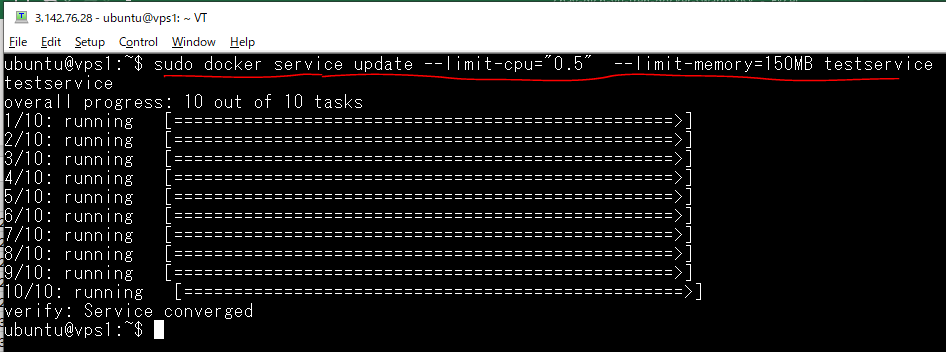 3.142.76.28 - ubuntu@vps1: ~ VT
File Edit Setup Control Window Help
ubuntu@vps1:~$ sudo docker service update --limit-cpu="0.5"  --limit-memory=150MB testservice
testservice
overall progress: 10 out of 10 tasks
1/10: running   [==================================================>]
2/10: running   [==================================================>]
3/10: running   [==================================================>]
4/10: running   [==================================================>]
5/10: running   [==================================================>]
6/10: running   [==================================================>]
7/10: running   [==================================================>]
8/10: running   [==================================================>]
9/10: running   [==================================================>]
10/10: running   [==================================================>]
verify: Service converged
ubuntu@vps1:~$